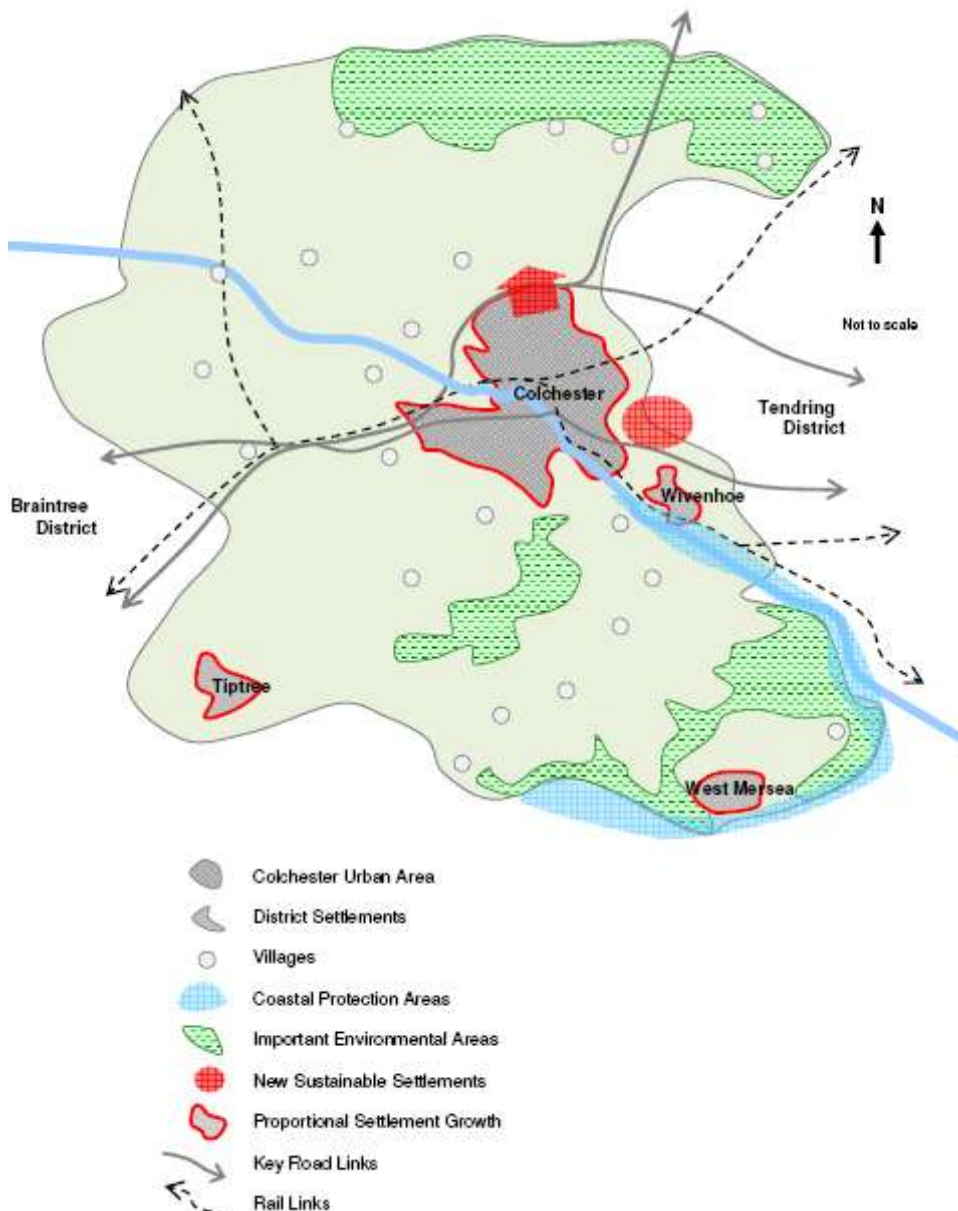 N
Not to scale
Colchester
Tendring
District
Wivenhoe
Braintree
District
Tiptree
West Mersea
Colchester Urban Area
District Settlements
Villages
Coastal Protection Areas
Important Environmental Areas
New Sustainable Settlements
Proportional Settlement Growth
Key Road Links
Rail Links